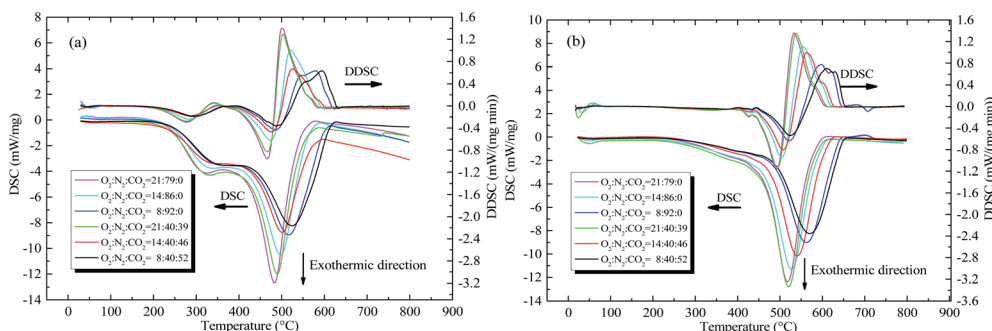 (a)
DSC (mW/mg)
8
6
4
2
0
-2
-4
-6
-8
-10
-12
-14
0 100 200 300 400 500 600 700 800 900
Temperature (°C)
1.6
1.2
0.8
0.4
0.0
-0.4
-0.8
-1.2
-1.6
-2.0
-2.4
-2.8
-3.2
DDSC (mW/(mg min))
DDSC
DSC
Exothermic direction
O2:N2:CO2=21:79:0
O2:N2:CO2=14:86:0
O2:N2:CO2= 8:92:0
O2:N2:CO2=21:40:39
O2:N2:CO2=14:40:46
O2:N2:CO2= 8:40:52
(b)
DSC (mW/mg)
10
8
6
4
2
0
-2
-4
-6
-8
-10
-12
-14
0 100 200 300 400 500 600 700 800 900
Temperature (°C)
1.6
1.2
0.8
0.4
0.0
-0.4
-0.8
-1.2
-1.6
-2.0
-2.4
-2.8
-3.2
-3.6
DDSC (mW/(mg min))
DDSC
DSC
Exothermic direction
O2:N2:CO2=21:79:0
O2:N2:CO2=14:86:0
O2:N2:CO2= 8:92:0
O2:N2:CO2=21:40:39
O2:N2:CO2=14:40:46
O2:N2:CO2= 8:40:52